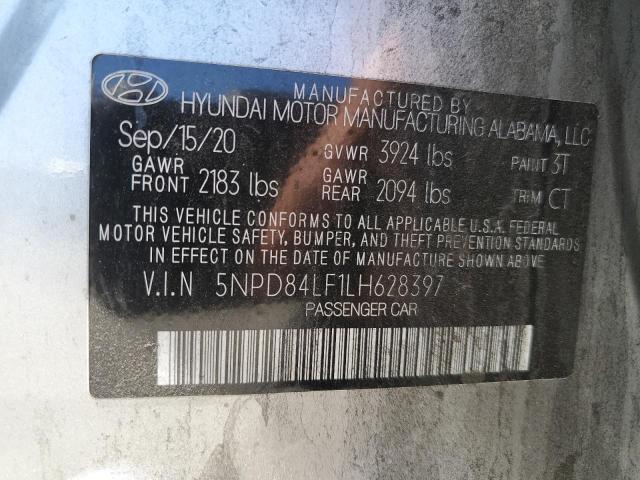 MANUFACTURED BY
HYUNDAI MOTOR MANUFACTURING ALABAMA, LLC
Sep/15/20 GVWR 3924 lbs PAINT 3T
GAWR FRONT 2183 lbs GAWR REAR 2094 lbs TRIM CT
THIS VEHICLE CONFORMS TO ALL APPLICABLE U.S.A. FEDERAL
MOTOR VEHICLE SAFETY, BUMPER, AND THEFT PREVENTION STANDARDS
IN EFFECT ON THE DATE OF MANUFACTURE SHOWN ABOVE.
V.I.N 5NPD84LF1LH628397
PASSENGER CAR